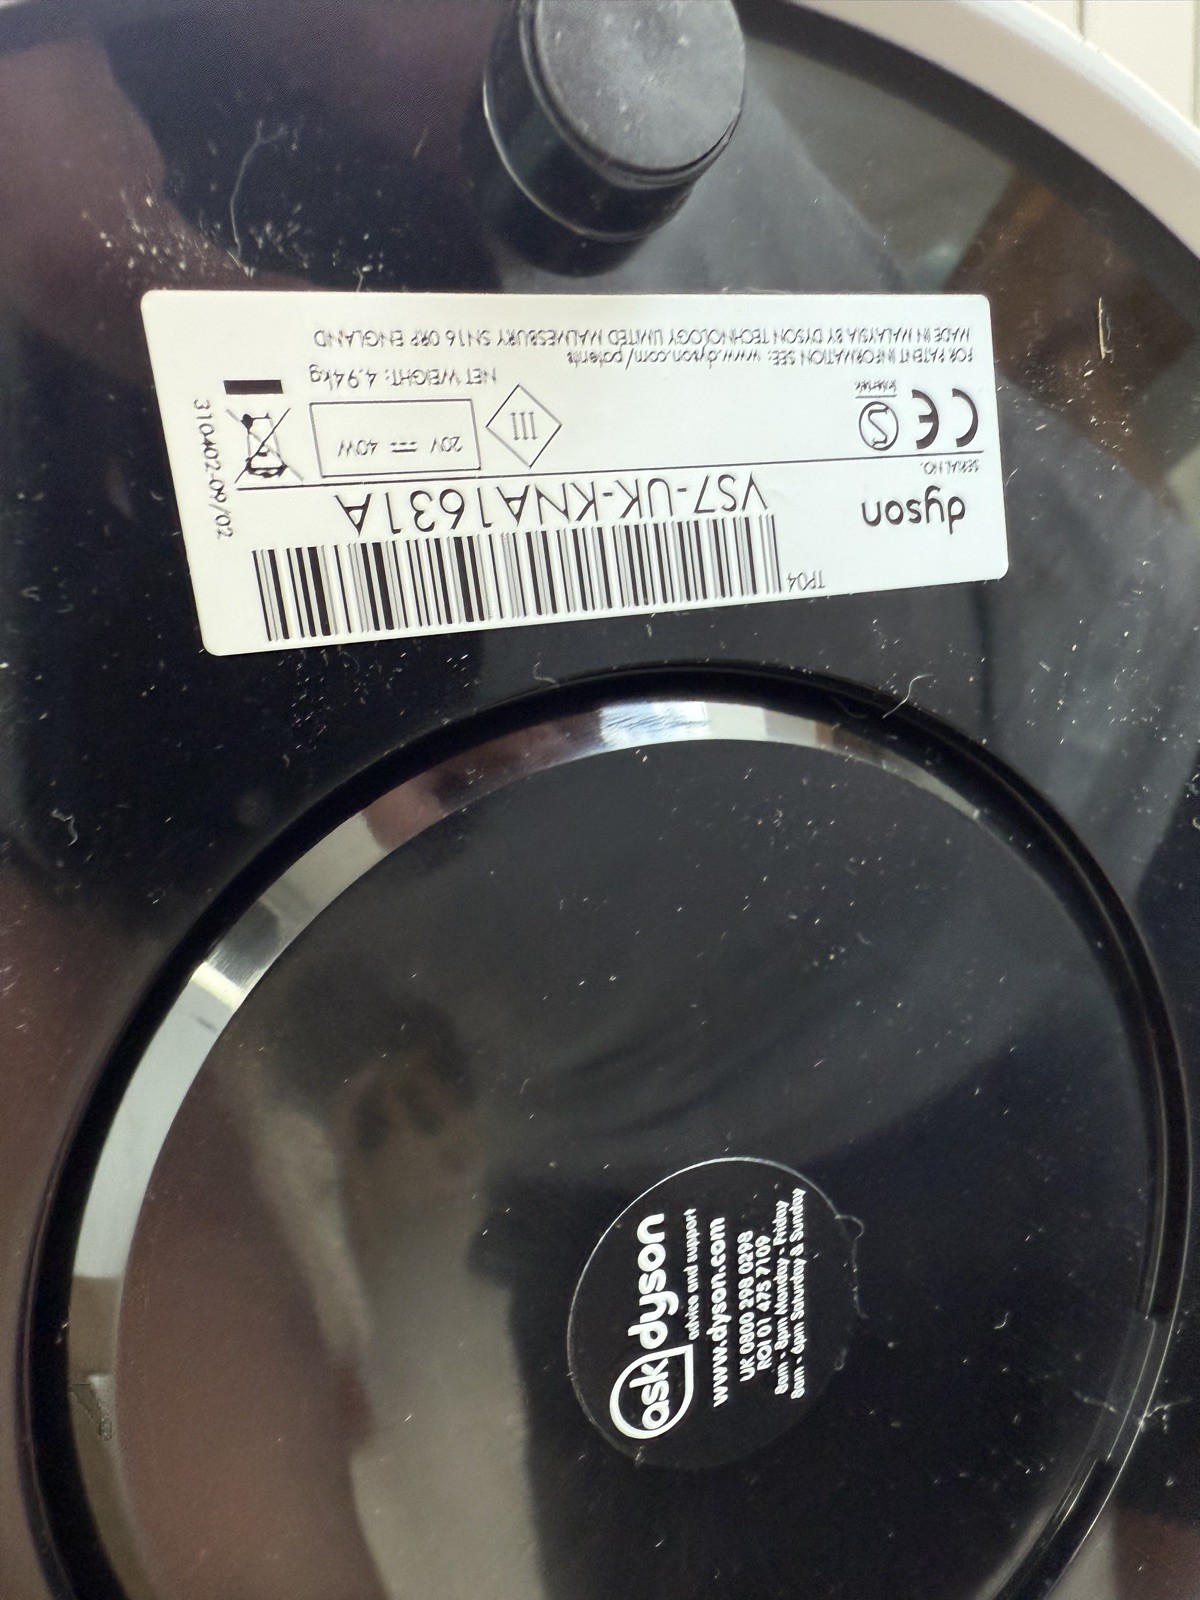 TP04
dyson
SERIAL NO.
VS7-UK-KNA1631A
CE
S
Intertek
III
20V ⎓ 40W
NET WEIGHT: 4.94kg
FOR PATENT INFORMATION SEE: www.dyson.com/patents
MADE IN MALAYSIA BY DYSON TECHNOLOGY LIMITED MALMESBURY SN16 0RP ENGLAND
310402-09/02
ask dyson
advice and support
www.dyson.com
UK 0800 298 0298
ROI 01 475 7109
8am - 8pm Monday - Friday
8am - 6pm Saturday & Sunday